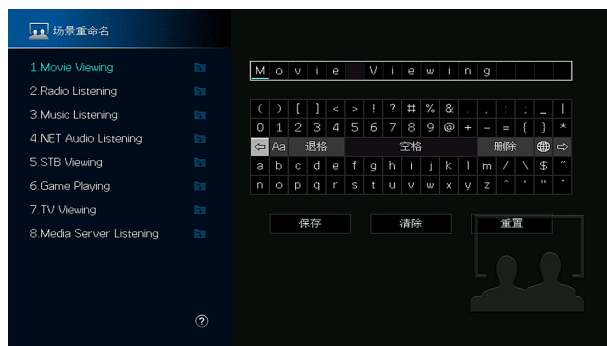 场景重命名
1.Movie Viewing
2.Radio Listening
3.Music Listening
4.NET Audio Listening
5.STB Viewing
6.Game Playing
7.TV Viewing
8.Media Server Listening
Movie Viewing
( ) [ ] < > ! ? # % & . , : ; _ |
0 1 2 3 4 5 6 7 8 9 @ + - = { } *
⇦ Aa 退格 空格 删除 ⇨
a b c d e f g h i j k l m / \ $ ~
n o p q r s t u v w x y z ^ ' " `
保存 清除 重置
?